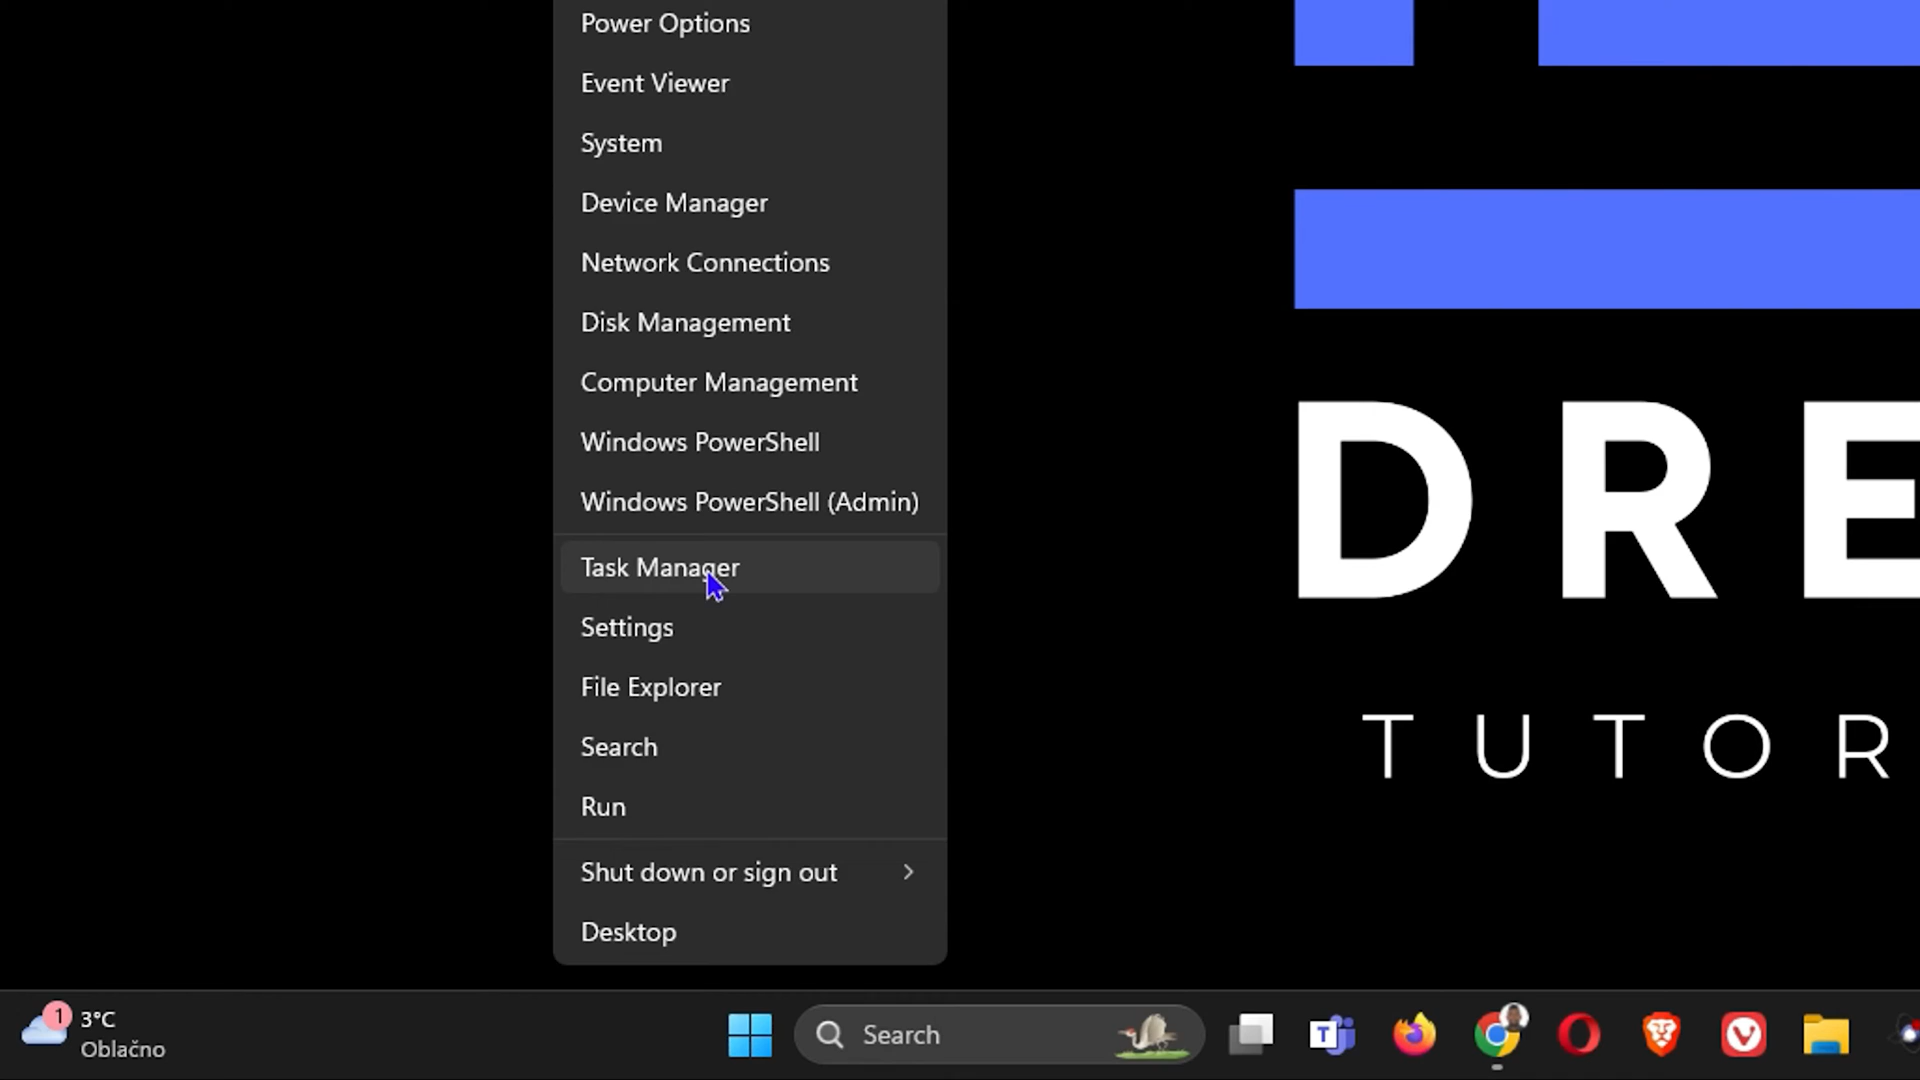 Power Options
Event Viewer
System
Device Manager
Network Connections
Disk Management
Computer Management
Windows PowerShell
Windows PowerShell (Admin)
Task Manager
Settings
File Explorer
Search
Run
Shut down or sign out
Desktop
DRE
TUTOR
1
3°C
Oblačno
Search
T